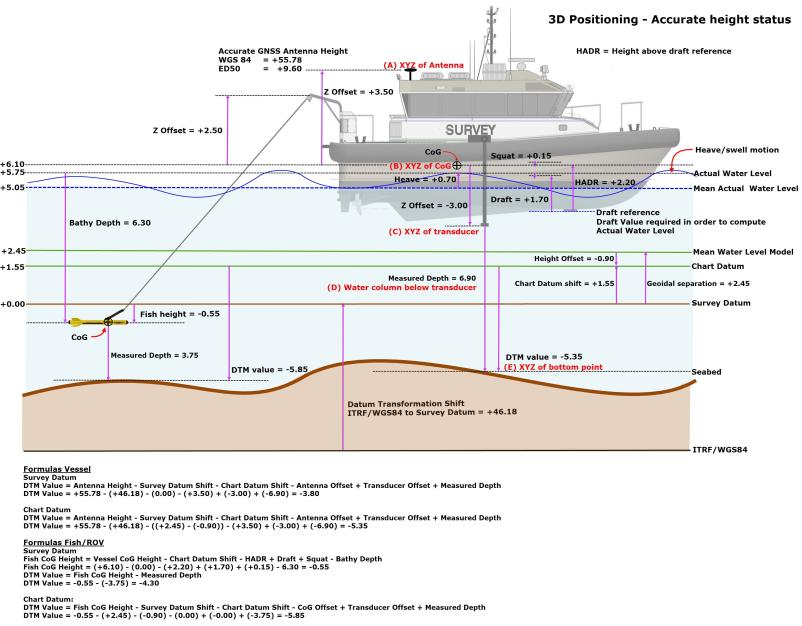 3D Positioning - Accurate height status
Accurate GNSS Antenna Height
WGS 84 = +55.78
ED50 = +9.60
HADR = Height above draft reference
(A) XYZ of Antenna
Z Offset = +3.50
Z Offset = +2.50
SURVEY
CoG
Squat = +0.15
Heave/swell motion
+6.10
(B) XYZ of CoG
+5.75
Actual Water Level
Heave = +0.70
HADR = +2.20
+5.05
Mean Actual Water Level
Z Offset = -3.00
Draft = +1.70
Draft reference
Draft Value required in order to compute
Actual Water Level
Bathy Depth = 6.30
(C) XYZ of transducer
+2.45
Mean Water Level Model
Height Offset = -0.90
+1.55
Chart Datum
Measured Depth = 6.90
Chart Datum shift = +1.55
Geoidal separation = +2.45
(D) Water column below transducer
+0.00
Survey Datum
Fish height = -0.55
CoG
Measured Depth = 3.75
DTM value = -5.35
DTM value = -5.85
(E) XYZ of bottom point
Seabed
Datum Transformation Shift
ITRF/WGS84 to Survey Datum = +46.18
ITRF/WGS84
Formulas Vessel
Survey Datum
DTM Value = Antenna Height - Survey Datum Shift - Chart Datum Shift - Antenna Offset + Transducer Offset + Measured Depth
DTM Value = +55.78 - (+46.18) - (0.00) - (+3.50) + (-3.00) + (-6.90) = -3.80
Chart Datum
DTM Value = Antenna Height - Survey Datum Shift - Chart Datum Shift - Antenna Offset + Transducer Offset + Measured Depth
DTM Value = +55.78 - (+46.18) - ((+2.45) - (-0.90)) - (+3.50) + (-3.00) + (-6.90) = -5.35
Formulas Fish/ROV
Survey Datum
Fish CoG Height = Vessel CoG Height - Chart Datum Shift - HADR + Draft + Squat - Bathy Depth
Fish CoG Height = (+6.10) - (0.00) - (+2.20) + (+1.70) + (+0.15) - 6.30 = -0.55
DTM Value = Fish CoG Height - Measured Depth
DTM Value = -0.55 - (-3.75) = -4.30
Chart Datum:
DTM Value = Fish CoG Height - Survey Datum Shift - Chart Datum Shift - CoG Offset + Transducer Offset + Measured Depth
DTM Value = -0.55 - (+2.45) - (-0.90) - (0.00) + (-0.00) + (-3.75) = -5.85